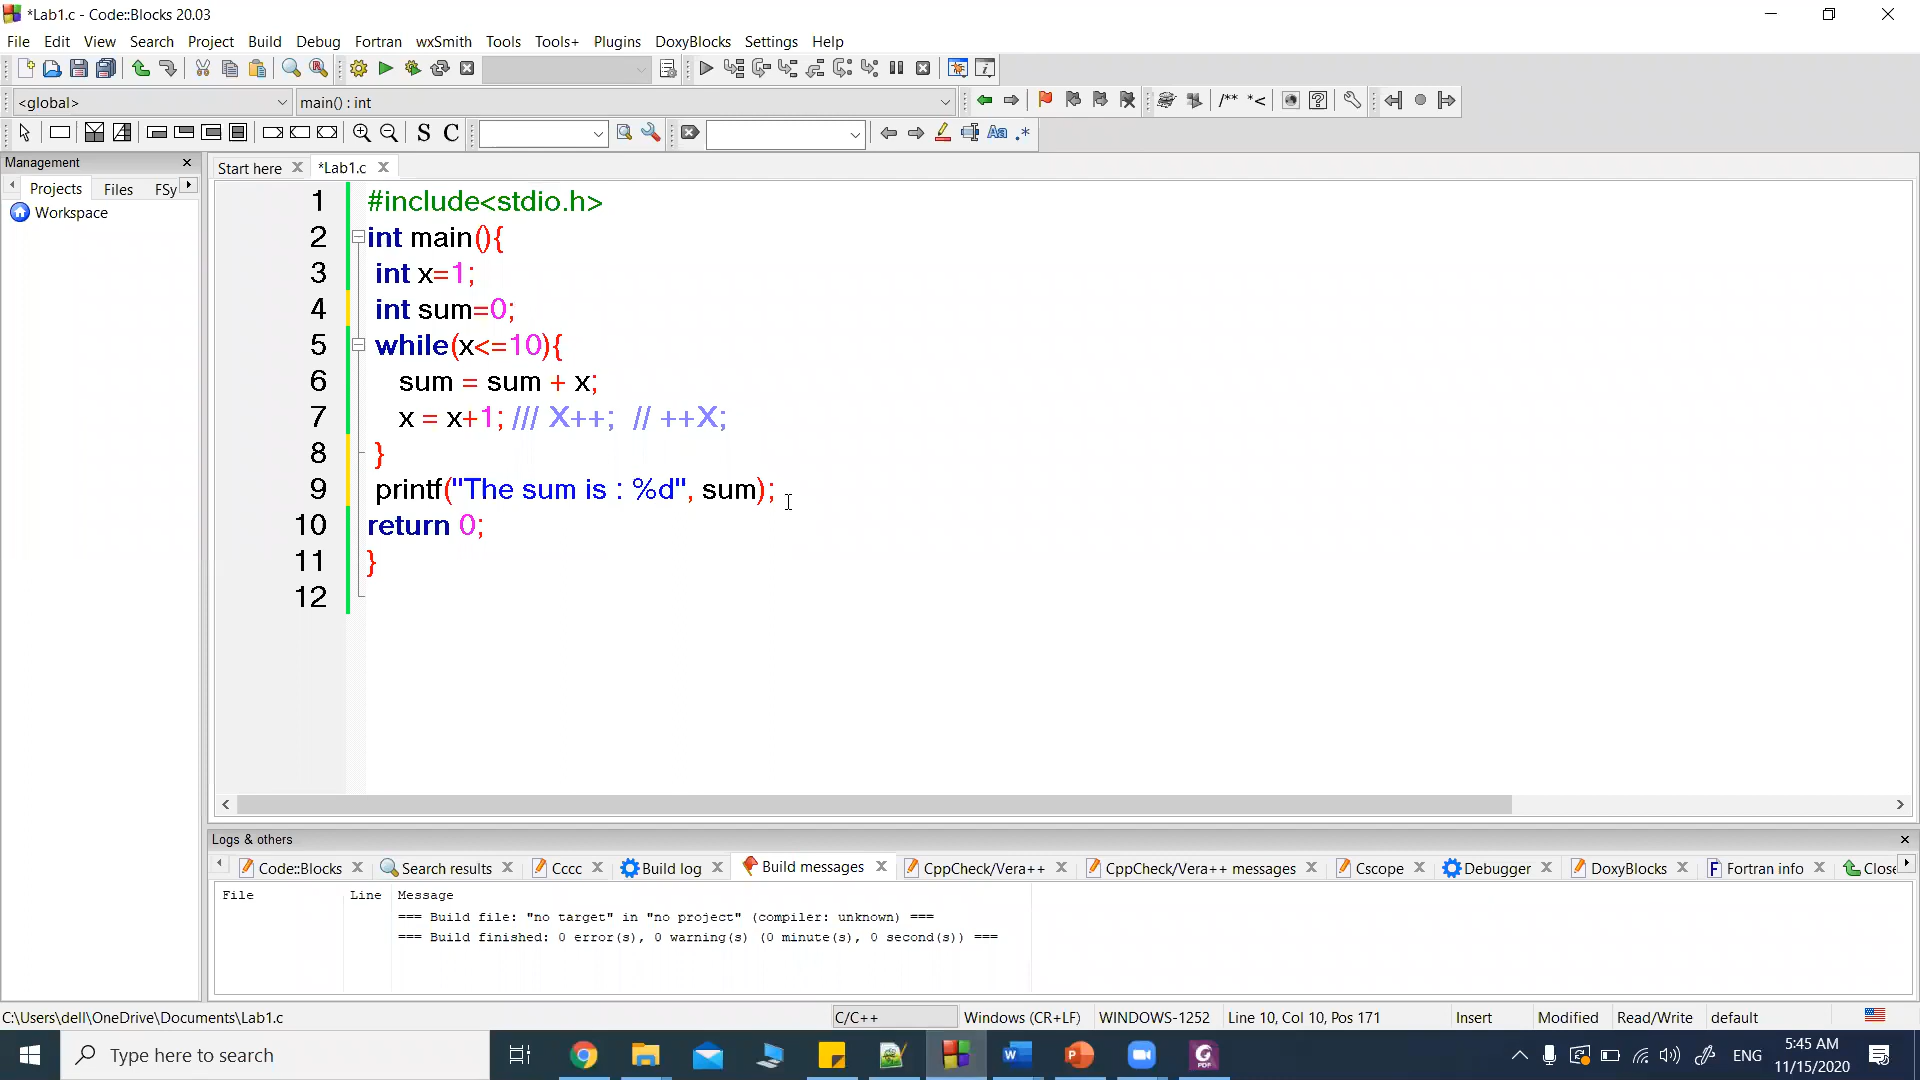 *Lab1.c - Code::Blocks 20.03
File Edit View Search Project Build Debug Fortran wxSmith Tools Tools+ Plugins DoxyBlocks Settings Help
<global> main() : int
/** *<
S C Aa .*
Management
Start here *Lab1.c
Projects Files FSy
Workspace
1 #include<stdio.h>
2 int main(){
3 int x=1;
4 int sum=0;
5 while(x<=10){
6 sum = sum + x;
7 x = x+1; /// X++; // ++X;
8 }
9 printf("The sum is : %d", sum);
10 return 0;
11 }
12
Logs & others
Code::Blocks Search results Cccc Build log Build messages CppCheck/Vera++ CppCheck/Vera++ messages Cscope Debugger DoxyBlocks Fortran info Close
File Line Message
=== Build file: "no target" in "no project" (compiler: unknown) ===
=== Build finished: 0 error(s), 0 warning(s) (0 minute(s), 0 second(s)) ===
C:\Users\dell\OneDrive\Documents\Lab1.c C/C++ Windows (CR+LF) WINDOWS-1252 Line 10, Col 10, Pos 171 Insert Modified Read/Write default
Type here to search
ENG
5:45 AM
11/15/2020